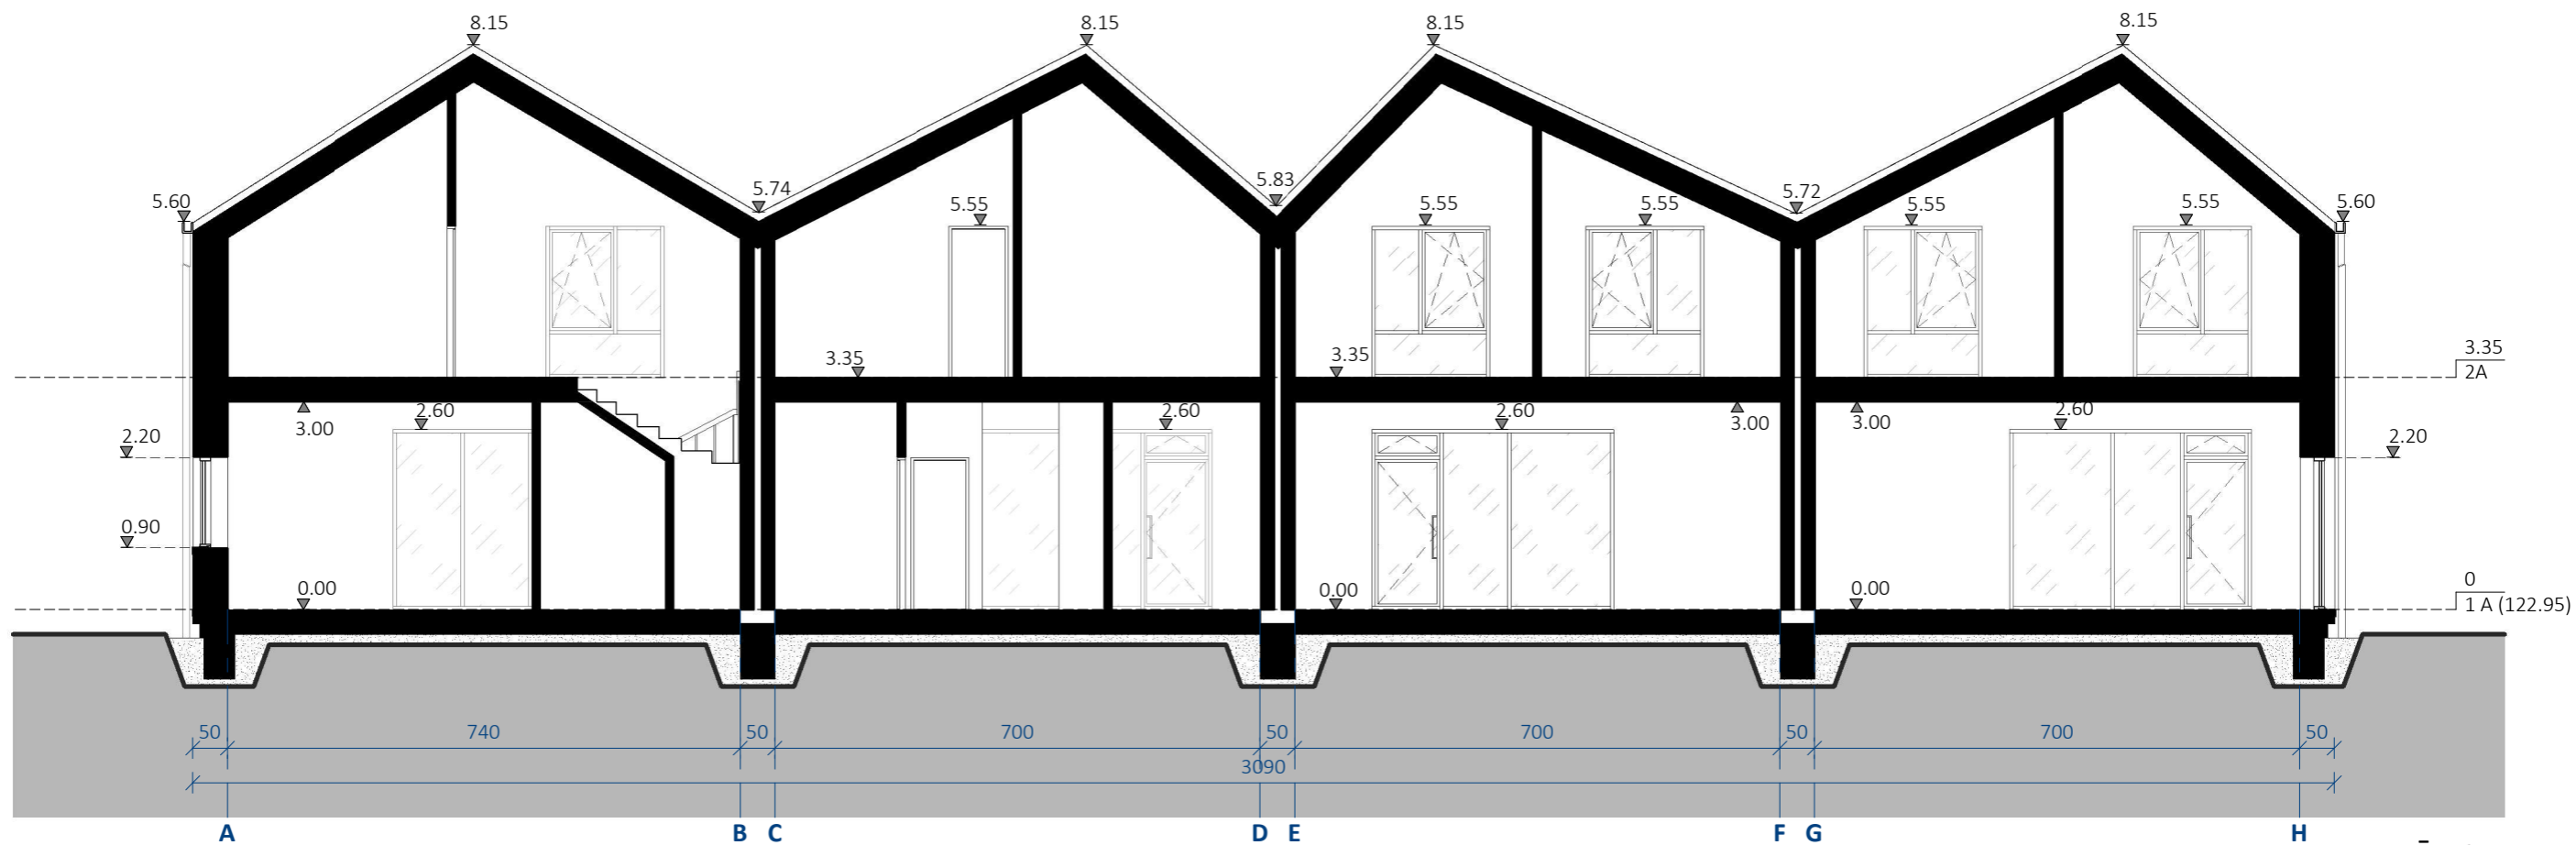 8.15 8.15 8.15 8.15
5.60 5.74 5.83 5.72 5.60
5.55 5.55 5.55 5.55 5.55
3.35 3.35 3.35
2A
2.60 2.60 2.60 2.60
3.00 3.00 3.00
2.20 2.20
0.90
0.00 0.00 0.00 0
1 A (122.95)
50 740 50 700 50 700 50 700 50
3090
A B C D E F G H